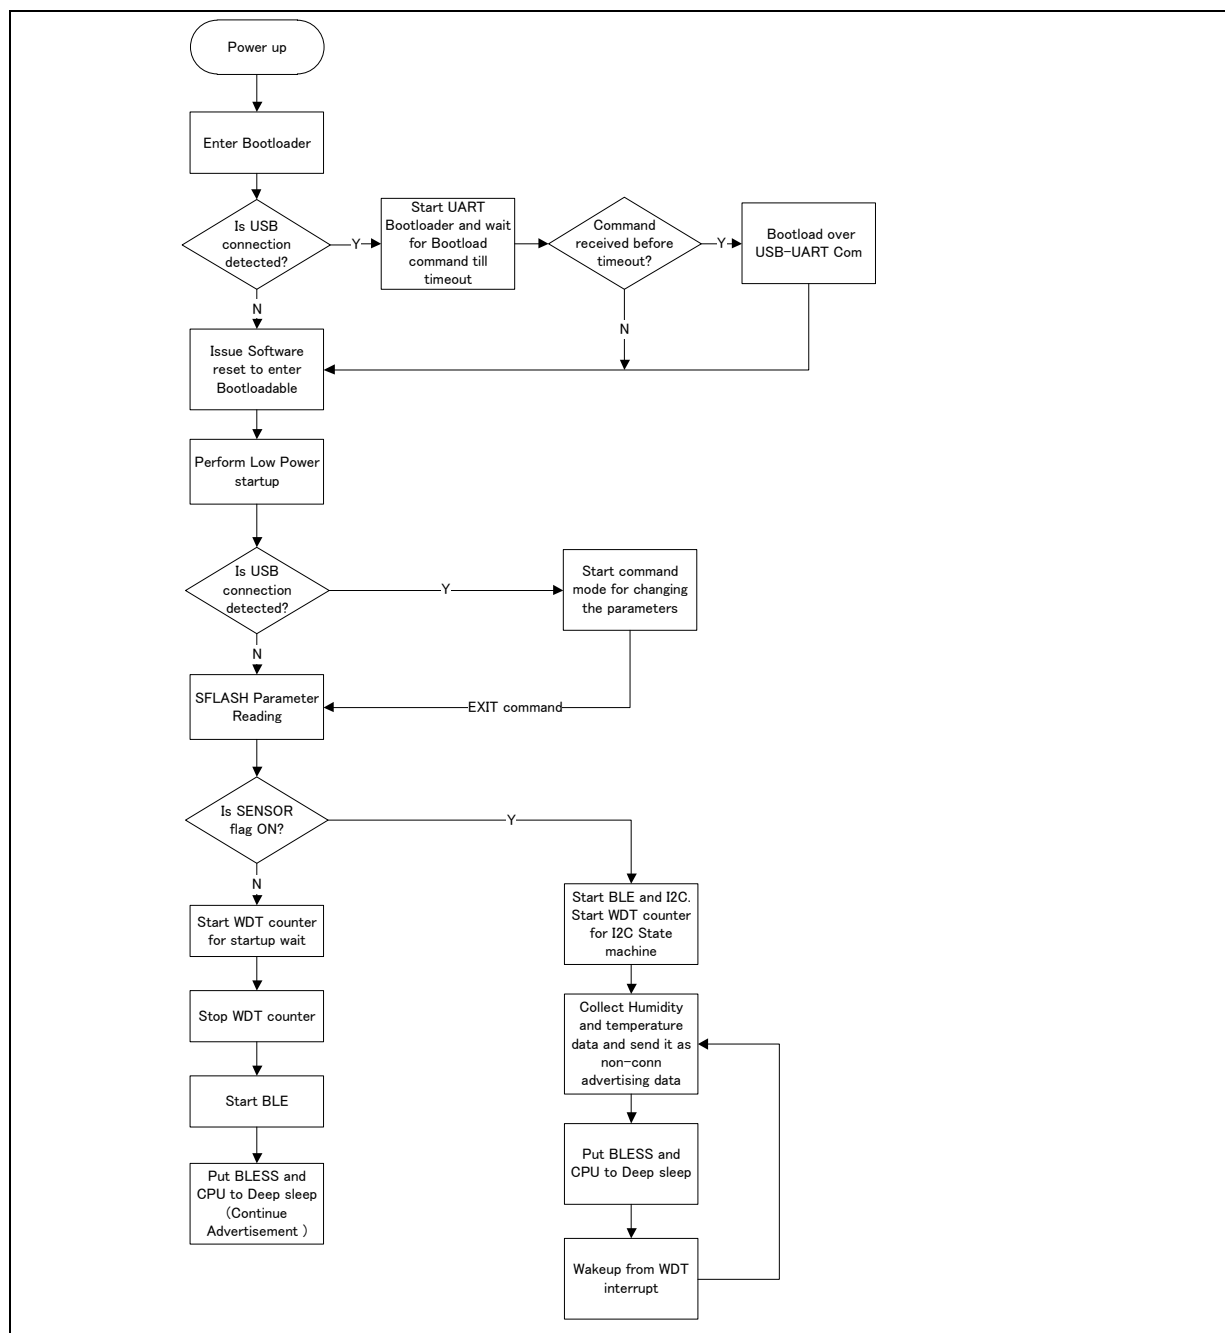 Power up
Enter Bootloader
Is USB
connection
detected?
Y
Start UART
Bootloader and wait
for Bootload
command till
timeout
Command
received before
timeout?
Y
Bootload over
USB-UART Com
N
N
Issue Software
reset to enter
Bootloadable
Perform Low Power
startup
Is USB
connection
detected?
Y
Start command
mode for changing
the parameters
N
SFLASH Parameter
Reading
EXIT command
Is SENSOR
flag ON?
Y
N
Start WDT counter
for startup wait
Stop WDT counter
Start BLE
Put BLESS and
CPU to Deep sleep
(Continue
Advertisement )
Start BLE and I2C.
Start WDT counter
for I2C State
machine
Collect Humidity
and temperature
data and send it as
non-conn
advertising data
Put BLESS and
CPU to Deep sleep
Wakeup from WDT
interrupt